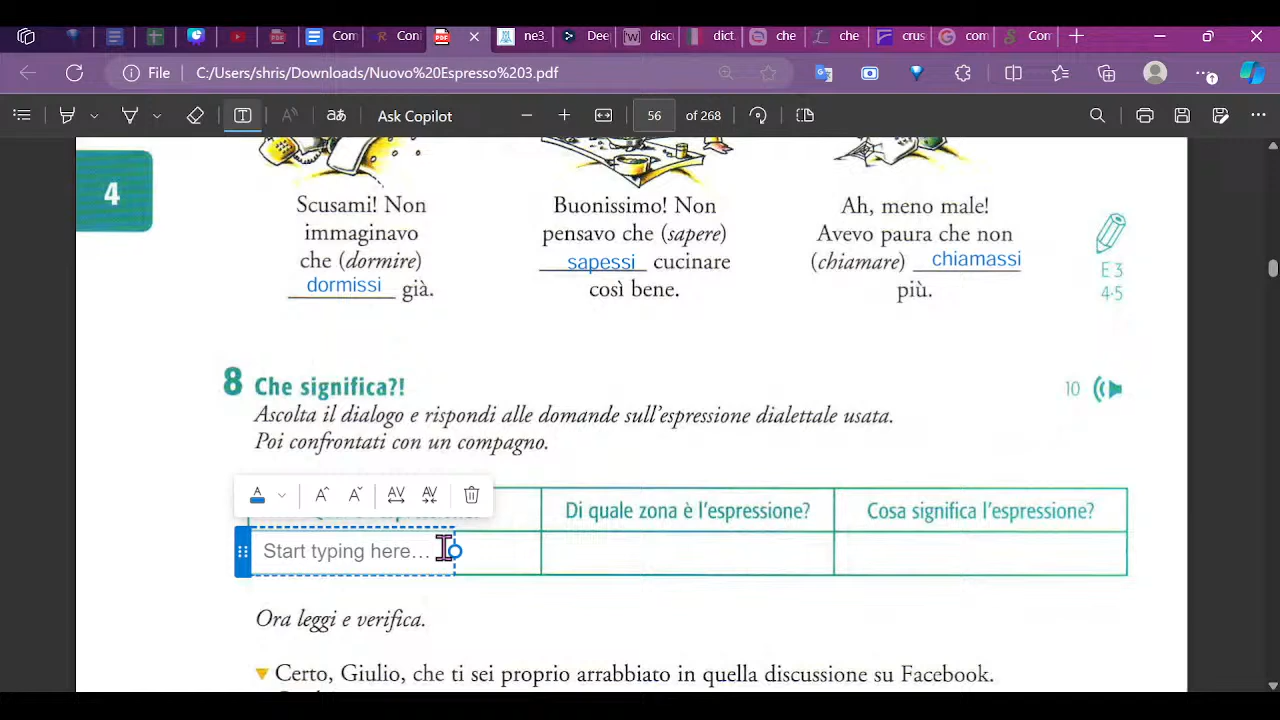 Com
Con
ne3.
Dee
disc
dict.
che
che
crus
com
Com
File
C:/Users/shris/Downloads/Nuovo%20Espresso%203.pdf
Ask Copilot
56
of 268
4
Scusami! Non
immaginavo
che (dormire)
dormissi già.
Buonissimo! Non
pensavo che (sapere)
sapessi cucinare
così bene.
Ah, meno male!
Avevo paura che non
(chiamare) chiamassi
più.
E 3
4·5
8 Che significa?!
10
Ascolta il dialogo e rispondi alle domande sull'espressione dialettale usata.
Poi confrontati con un compagno.
Di quale zona è l'espressione?
Cosa significa l'espressione?
Start typing here...
Ora leggi e verifica.
Certo, Giulio, che ti sei proprio arrabbiato in quella discussione su Facebook.